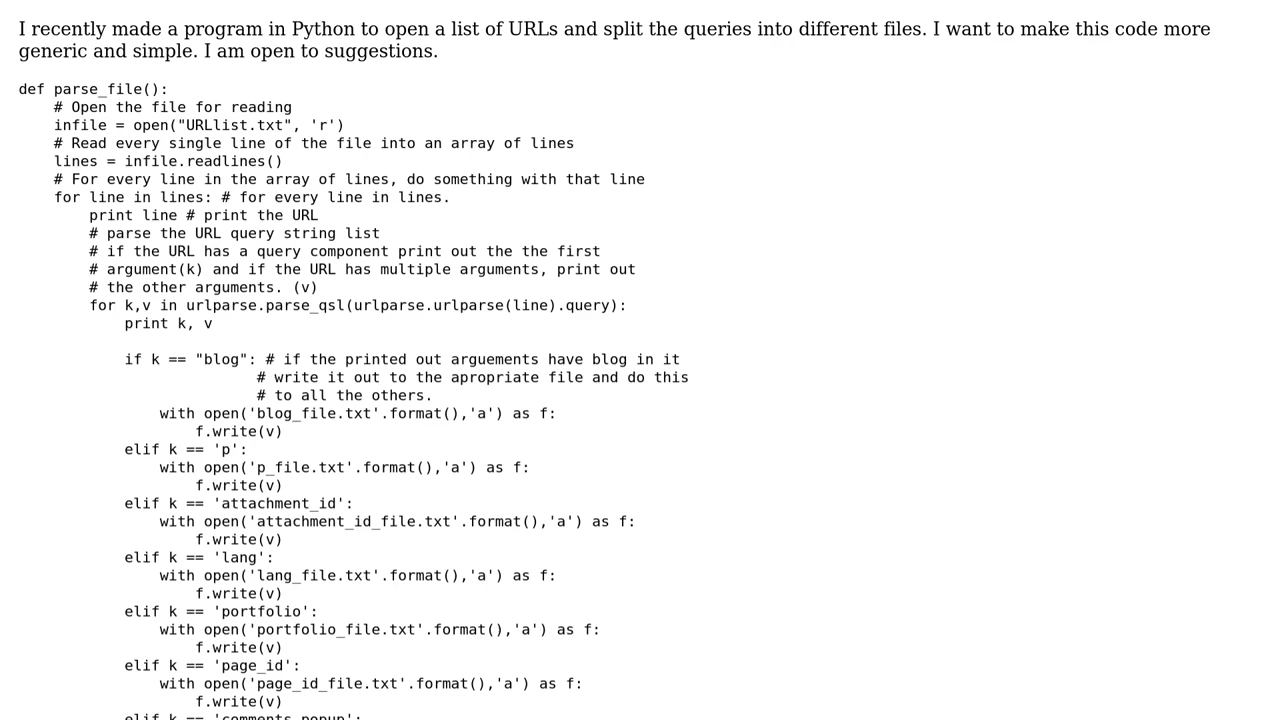 I recently made a program in Python to open a list of URLs and split the queries into different files. I want to make this code more
generic and simple. I am open to suggestions.
def parse_file():
    # Open the file for reading
    infile = open("URLlist.txt", 'r')
    # Read every single line of the file into an array of lines
    lines = infile.readlines()
    # For every line in the array of lines, do something with that line
    for line in lines: # for every line in lines.
        print line # print the URL
        # parse the URL query string list
        # if the URL has a query component print out the the first
        # argument(k) and if the URL has multiple arguments, print out
        # the other arguments. (v)
        for k,v in urlparse.parse_qsl(urlparse.urlparse(line).query):
            print k, v
            if k == "blog": # if the printed out arguements have blog in it
                           # write it out to the apropriate file and do this
                           # to all the others.
                with open('blog_file.txt'.format(),'a') as f:
                    f.write(v)
            elif k == 'p':
                with open('p_file.txt'.format(),'a') as f:
                    f.write(v)
            elif k == 'attachment_id':
                with open('attachment_id_file.txt'.format(),'a') as f:
                    f.write(v)
            elif k == 'lang':
                with open('lang_file.txt'.format(),'a') as f:
                    f.write(v)
            elif k == 'portfolio':
                with open('portfolio_file.txt'.format(),'a') as f:
                    f.write(v)
            elif k == 'page_id':
                with open('page_id_file.txt'.format(),'a') as f:
                    f.write(v)
            elif k == 'comments_popup':